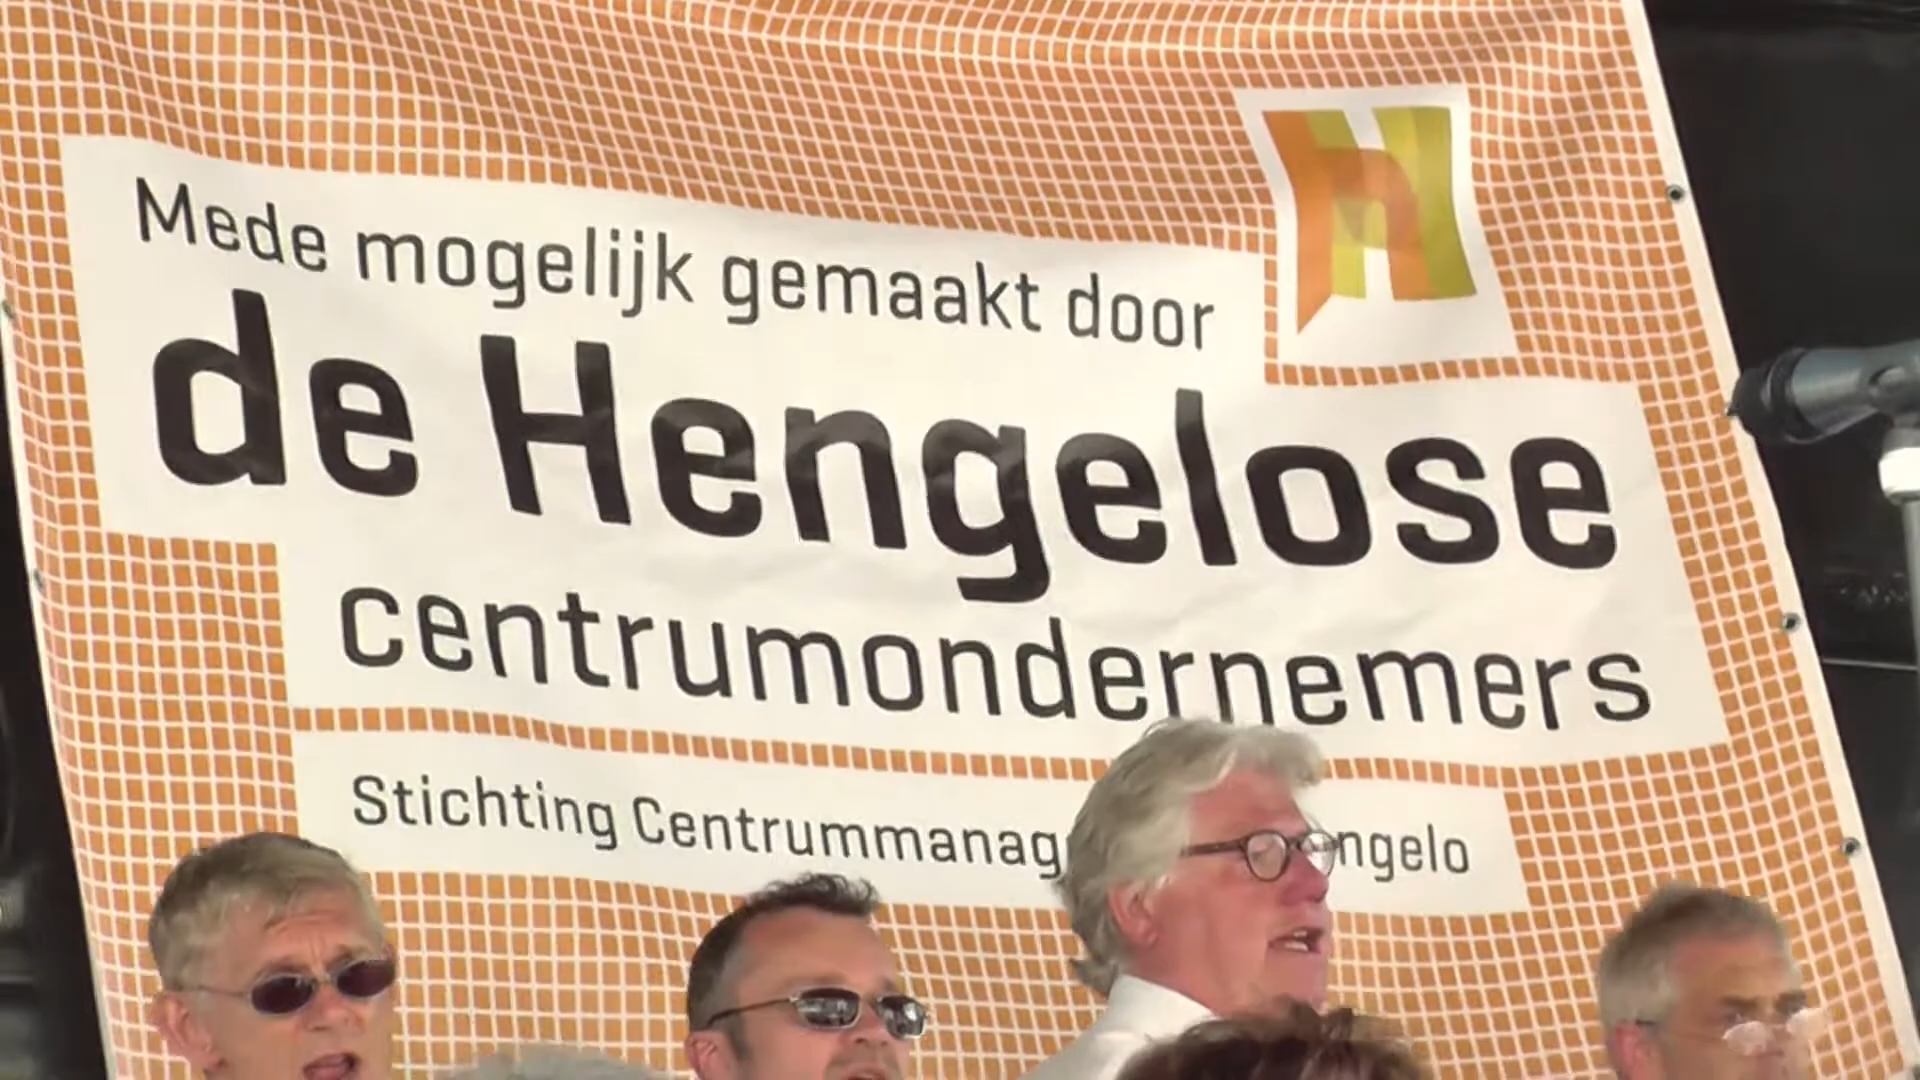 Mede mogelijk gemaakt door
de Hengelose
centrumondernemers
Stichting Centrummanag ngelo